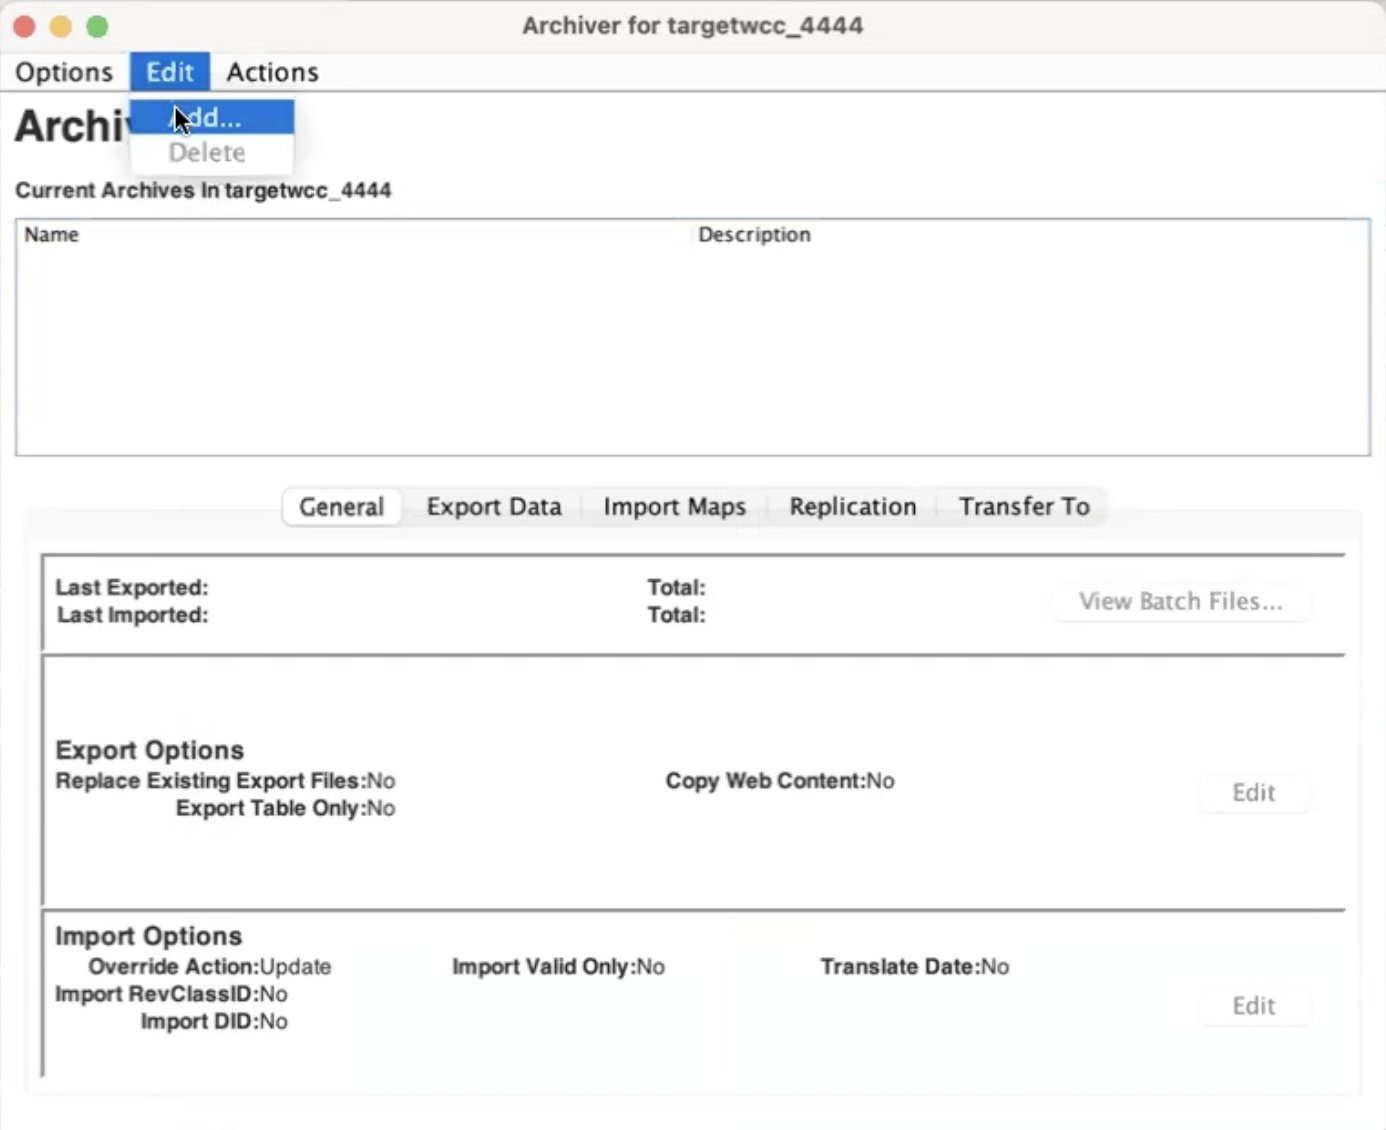 Archiver for targetwcc_4444
Options Edit Actions
Add...
Delete
Current Archives In targetwcc_4444
Name Description
General Export Data Import Maps Replication Transfer To
Last Exported: Total:
Last Imported: Total:
View Batch Files...
Export Options
Replace Existing Export Files:No Copy Web Content:No
Export Table Only:No
Edit
Import Options
Override Action:Update Import Valid Only:No Translate Date:No
Import RevClassID:No
Import DID:No
Edit